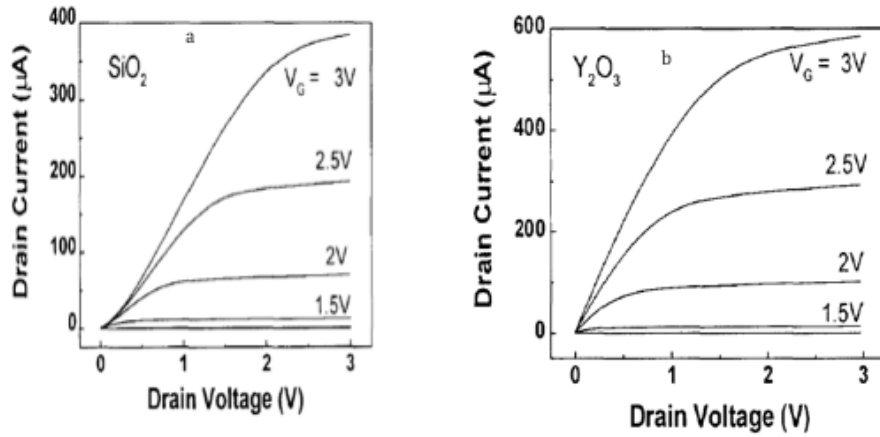 a
SiO₂
V_G = 3V
2.5V
2V
1.5V
400
300
200
100
0
0 1 2 3
Drain Current (μA)
Drain Voltage (V)
b
Y₂O₃
V_G = 3V
2.5V
2V
1.5V
600
400
200
0
0 1 2 3
Drain Current (μA)
Drain Voltage (V)